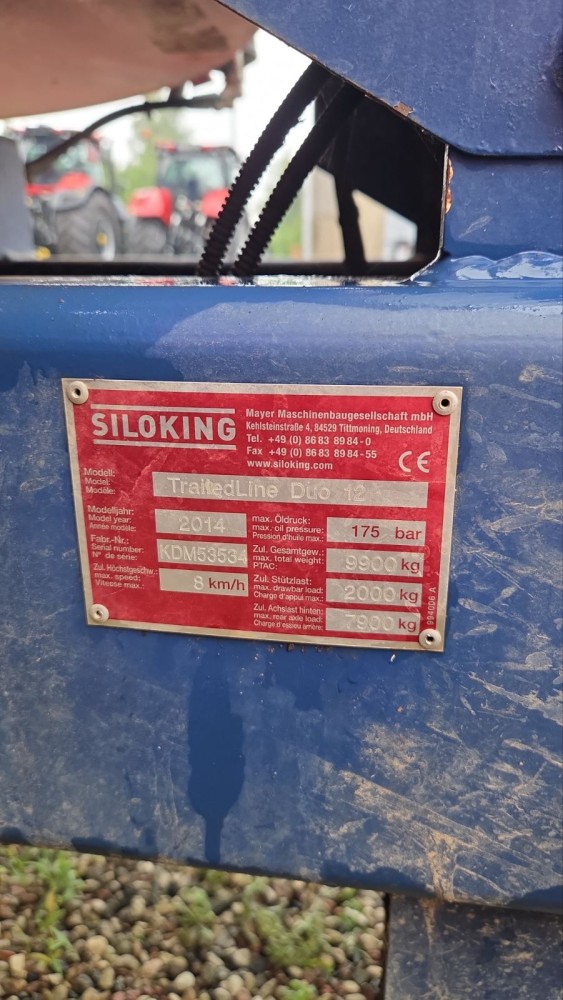 SILOKING
Mayer Maschinenbaugesellschaft mbH
Kehlsteinstraße 4, 84529 Tittmoning, Deutschland
Tel. +49 (0) 86 83 89 84-0
Fax +49 (0) 86 83 89 84-55
www.siloking.com
CE
Modell:
Model:
Modèle:
TrailedLine Duo 12
Modelljahr:
Model year:
Année modèle:
2014
Fabr.-Nr.:
Serial number:
N° de série:
KDM53534
Zul. Höchstgeschw.:
max. speed:
Vitesse max.:
8 km/h
max. Öldruck:
max. oil pressure:
Pression d'huile max.:
175 bar
Zul. Gesamtgew.:
max. total weight:
PTAC:
9900 kg
Zul. Stützlast:
max. drawbar load:
Charge d'appui max.:
2000 kg
Zul. Achslast hinten:
max. rear axle load:
Charge d'essieu arrière:
7900 kg
994006 A